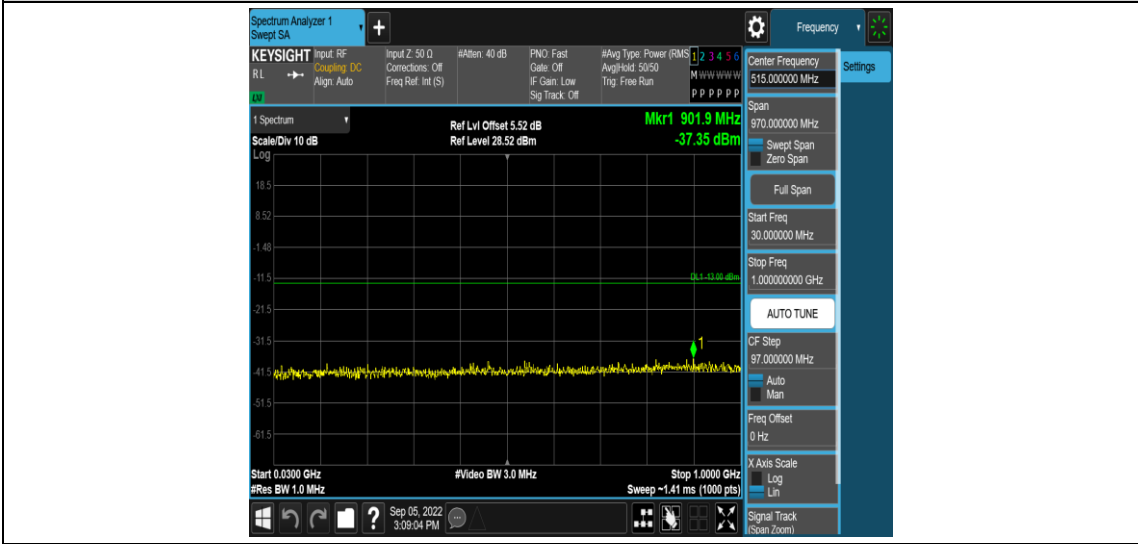 Spectrum Analyzer 1
Swept SA
Frequency
KEYSIGHT
RL
Input: RF
Coupling: DC
Align: Auto
Input Z: 50 Ω
Corrections: Off
Freq Ref: Int (S)
#Atten: 40 dB
PNO: Fast
Gate: Off
IF Gain: Low
Sig Track: Off
#Avg Type: Power (RMS
Avg|Hold: 50/50
Trig: Free Run
1 2 3 4 5 6
M W W W W W
P P P P P P
Center Frequency
515.000000 MHz
Settings
1 Spectrum
Scale/Div 10 dB
Log
Ref Lvl Offset 5.52 dB
Ref Level 28.52 dBm
Mkr1 901.9 MHz
-37.35 dBm
18.5
8.52
-1.48
-11.5
DL1 -13.00 dBm
-21.5
-31.5
1
-41.5
-51.5
-61.5
Start 0.0300 GHz
#Res BW 1.0 MHz
#Video BW 3.0 MHz
Stop 1.0000 GHz
Sweep ~1.41 ms (1000 pts)
Span
970.000000 MHz
Swept Span
Zero Span
Full Span
Start Freq
30.000000 MHz
Stop Freq
1.000000000 GHz
AUTO TUNE
CF Step
97.000000 MHz
Auto
Man
Freq Offset
0 Hz
X Axis Scale
Log
Lin
Signal Track
(Span Zoom)
?
Sep 05, 2022
3:09:04 PM